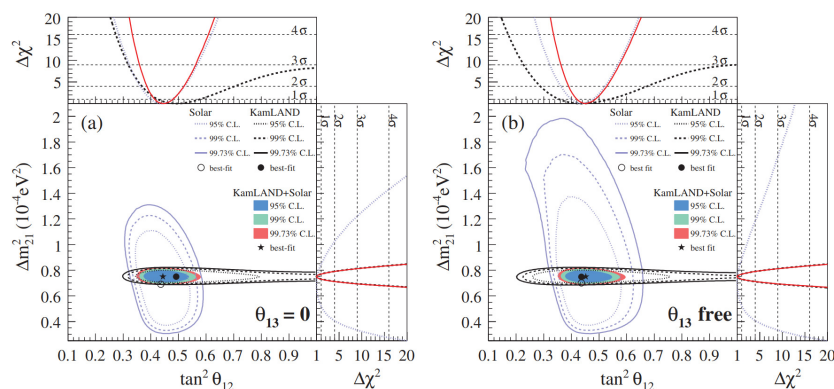 20
15
10
5
Δχ²
4σ
3σ
2σ
1σ
(a)
Solar
KamLAND
95% C.L.
95% C.L.
99% C.L.
99% C.L.
99.73% C.L.
99.73% C.L.
best-fit
best-fit
KamLAND+Solar
95% C.L.
99% C.L.
99.73% C.L.
best-fit
θ₁₃ = 0
1σ
2σ
3σ
4σ
Δm²₂₁ (10⁻⁴eV²)
2
1.8
1.6
1.4
1.2
1
0.8
0.6
0.4
0.1 0.2 0.3 0.4 0.5 0.6 0.7 0.8 0.9 1 5 10 15 20
tan² θ₁₂
Δχ²
20
15
10
5
Δχ²
4σ
3σ
2σ
1σ
(b)
Solar
KamLAND
95% C.L.
95% C.L.
99% C.L.
99% C.L.
99.73% C.L.
99.73% C.L.
best-fit
best-fit
KamLAND+Solar
95% C.L.
99% C.L.
99.73% C.L.
best fit
θ₁₃ free
1σ
2σ
3σ
4σ
Δm²₂₁ (10⁻⁴eV²)
2
1.8
1.6
1.4
1.2
1
0.8
0.6
0.4
0.1 0.2 0.3 0.4 0.5 0.6 0.7 0.8 0.9 1 5 10 15 20
tan² θ₁₂
Δχ²